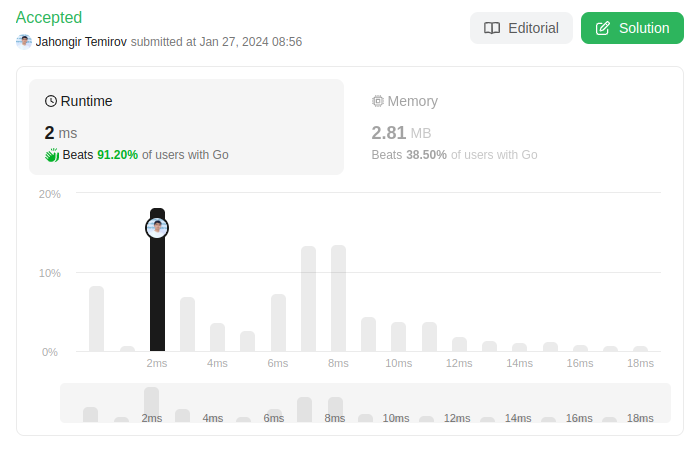 Accepted
Jahongir Temirov submitted at Jan 27, 2024 08:56
Editorial
Solution
Runtime
2 ms
Beats 91.20% of users with Go
Memory
2.81 MB
Beats 38.50% of users with Go
20%
10%
0%
2ms 4ms 6ms 8ms 10ms 12ms 14ms 16ms 18ms
2ms 4ms 6ms 8ms 10ms 12ms 14ms 16ms 18ms